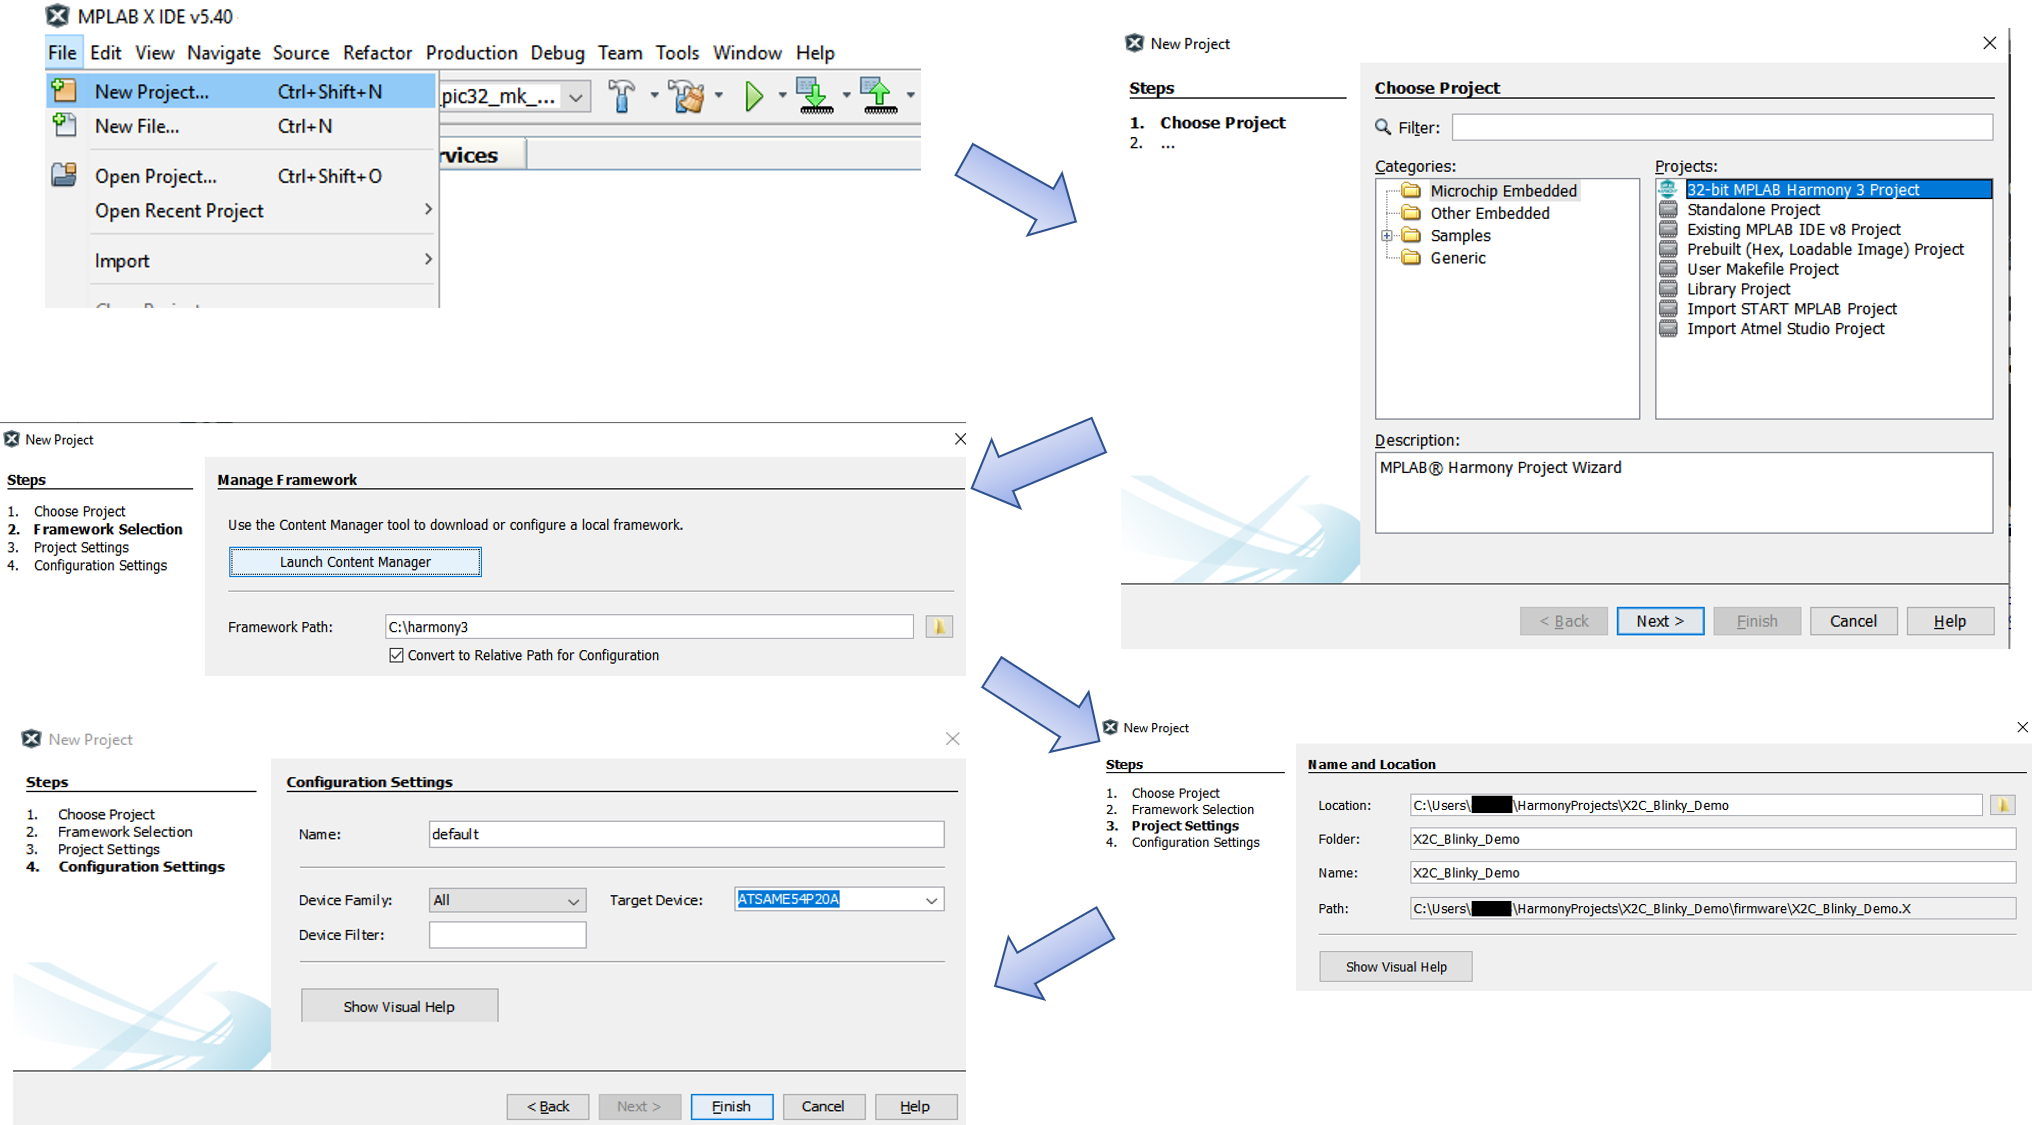 MPLAB X IDE v5.40
File Edit View Navigate Source Refactor Production Debug Team Tools Window Help
New Project... Ctrl+Shift+N
pic32_mk_...
New File... Ctrl+N
rvices
Open Project... Ctrl+Shift+O
Open Recent Project
Import
New Project
Steps
1. Choose Project
2. ...
Choose Project
Filter:
Categories:
Microchip Embedded
Other Embedded
Samples
Generic
Projects:
32-bit MPLAB Harmony 3 Project
Standalone Project
Existing MPLAB IDE v8 Project
Prebuilt (Hex, Loadable Image) Project
User Makefile Project
Library Project
Import START MPLAB Project
Import Atmel Studio Project
Description:
MPLAB® Harmony Project Wizard
< Back Next > Finish Cancel Help
New Project
Steps
1. Choose Project
2. Framework Selection
3. Project Settings
4. Configuration Settings
Manage Framework
Use the Content Manager tool to download or configure a local framework.
Launch Content Manager
Framework Path: C:\harmony3
Convert to Relative Path for Configuration
New Project
Steps
1. Choose Project
2. Framework Selection
3. Project Settings
4. Configuration Settings
Name and Location
Location: C:\Users\ \HarmonyProjects\X2C_Blinky_Demo
Folder: X2C_Blinky_Demo
Name: X2C_Blinky_Demo
Path: C:\Users\ \HarmonyProjects\X2C_Blinky_Demo\firmware\X2C_Blinky_Demo.X
Show Visual Help
New Project
Steps
1. Choose Project
2. Framework Selection
3. Project Settings
4. Configuration Settings
Configuration Settings
Name: default
Device Family: All Target Device: ATSAME54P20A
Device Filter:
Show Visual Help
< Back Next > Finish Cancel Help